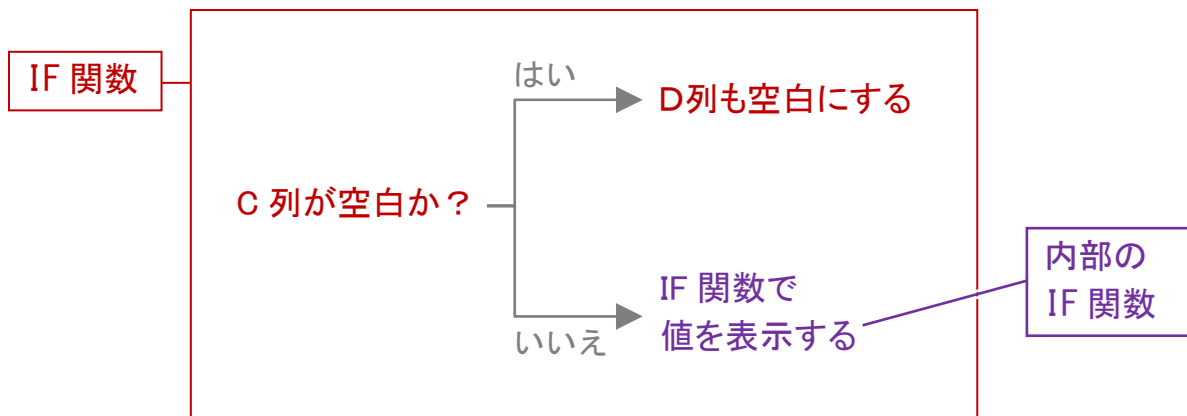 IF 関数
はい
D列も空白にする
C 列が空白か？
IF 関数で
値を表示する
いいえ
内部の
IF 関数